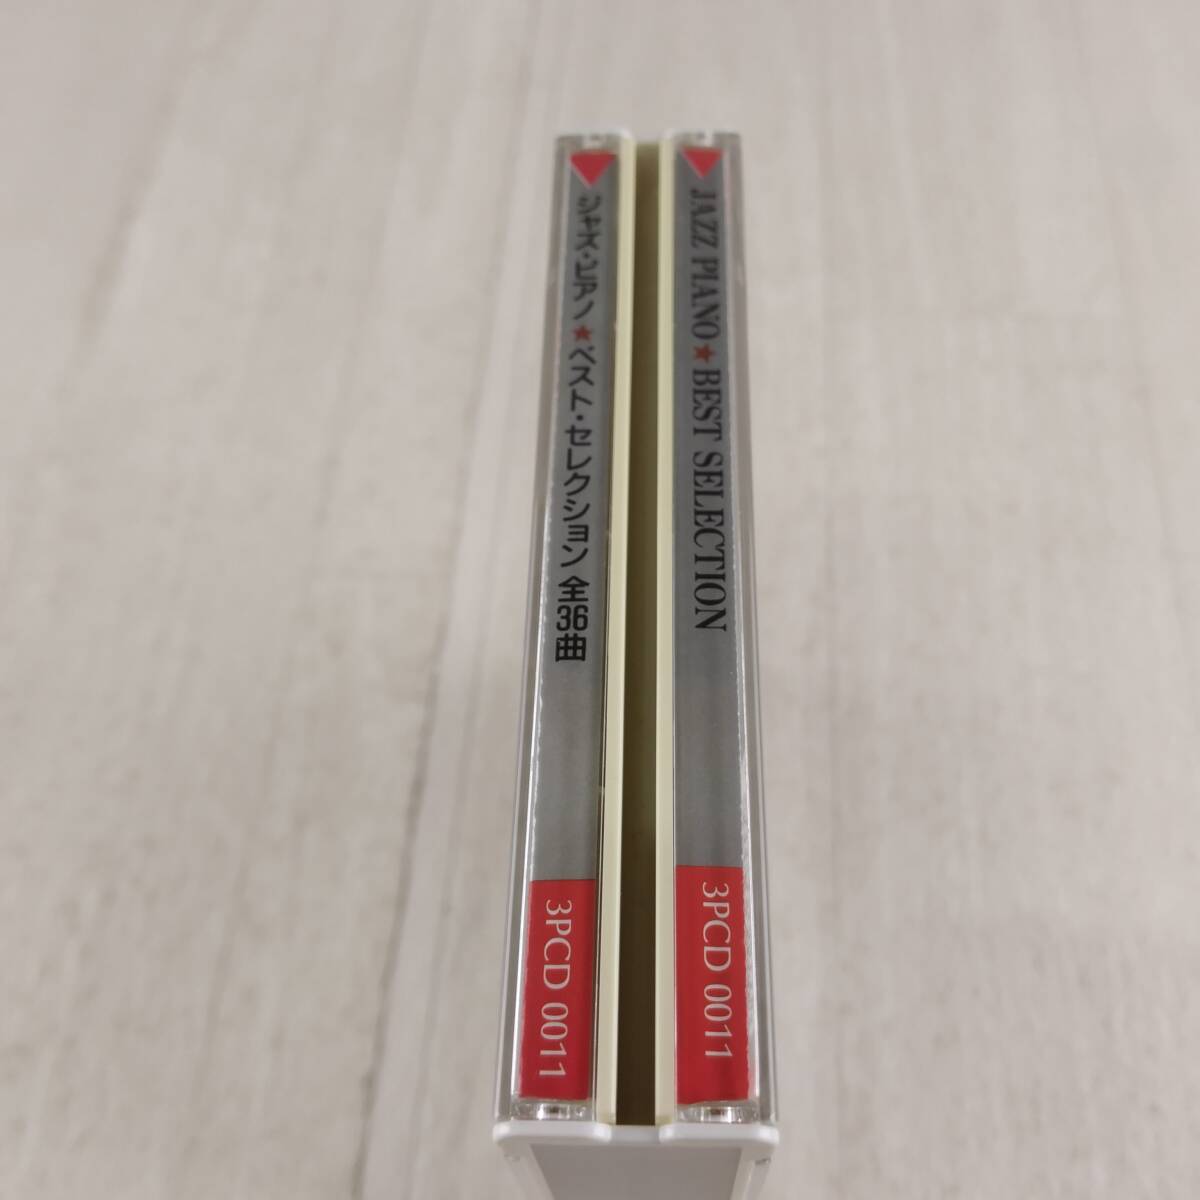 ジャズ・ピアノ★ベスト・セレクション 全36曲
3PCD 0011
JAZZ PIANO★BEST SELECTION
3PCD 0011